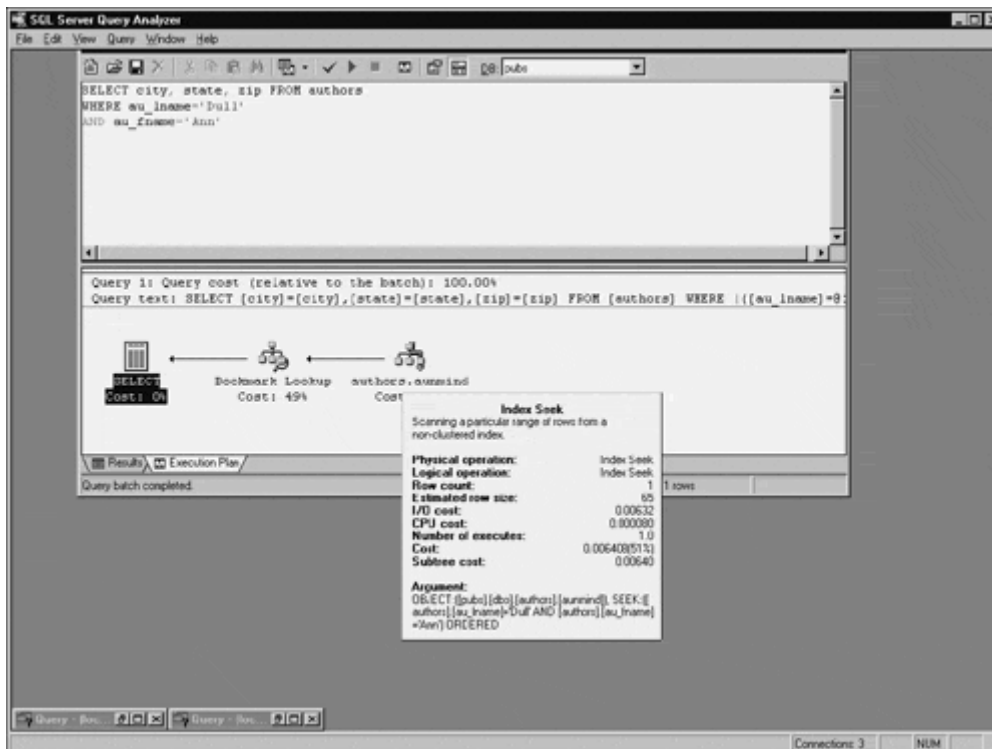 SQL Server Query Analyzer
File Edit View Query Window Help
DB: pubs
SELECT city, state, zip FROM authors
WHERE au_lname='Dull'
AND au_fname='Ann'
Query 1: Query cost (relative to the batch): 100.00%
Query text: SELECT [city]=[city],[state]=[state],[zip]=[zip] FROM [authors] WHERE
SELECT
Cost: 0%
Bookmark Lookup
Cost: 49%
authors.aunmind
Cost
Index Seek
Scanning a particular range of rows from a
non-clustered index.
Physical operation: Index Seek
Logical operation: Index Seek
Row count: 1
Estimated row size: 65
I/O cost: 0.00632
CPU cost: 0.000080
Number of executes: 1.0
Cost: 0.006408(51%)
Subtree cost: 0.00640
Argument:
OBJECT:([pubs].[dbo].[authors].[aunmind]), SEEK:([
authors].[au_lname]='Dull' AND [authors].[au_fname]
='Ann') ORDERED
Results Execution Plan
Query batch completed. 1 rows
Query - Query -
Connections: 3 NUM